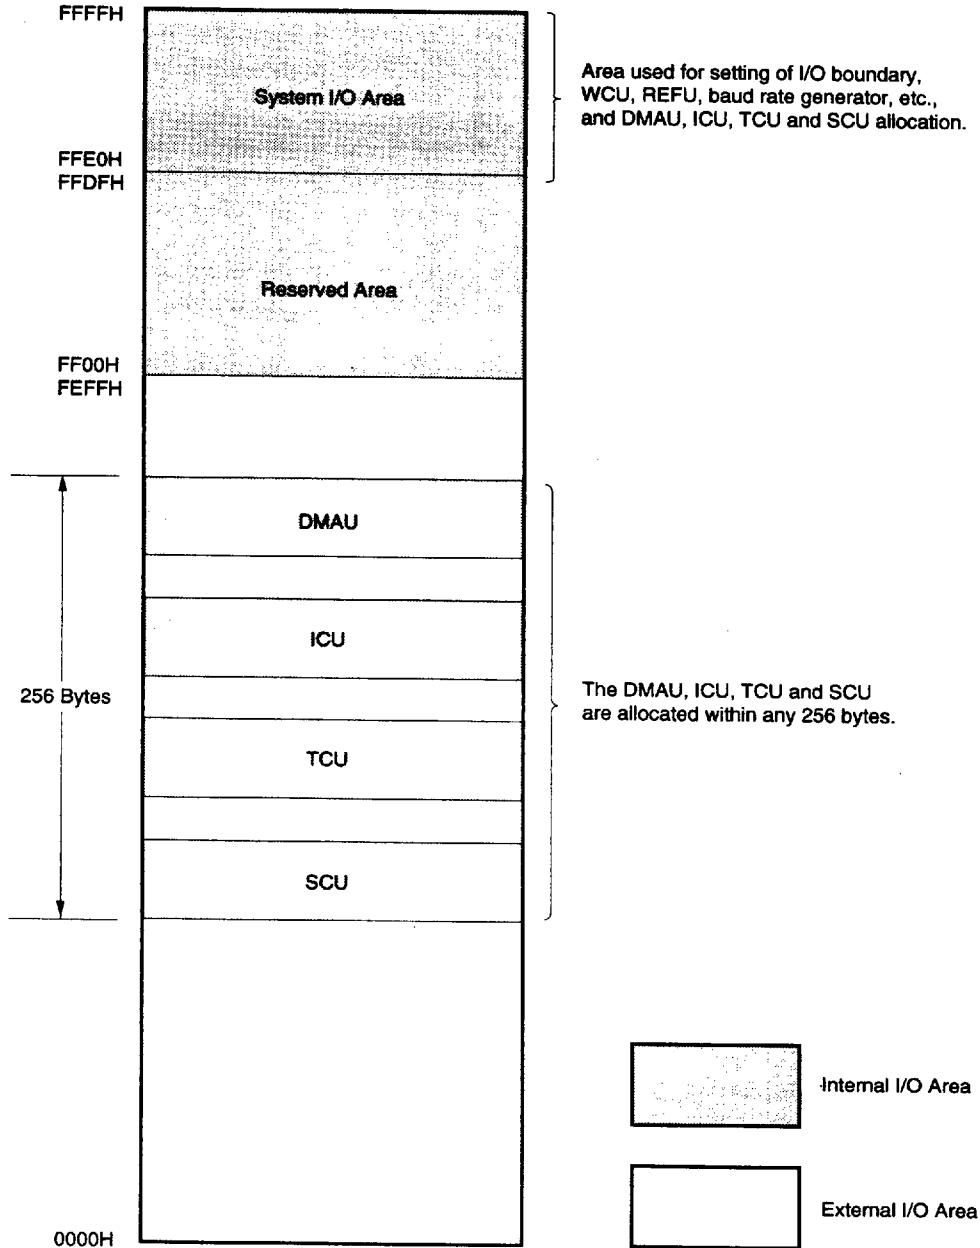 FFFFH
System I/O Area
Area used for setting of I/O boundary,
WCU, REFU, baud rate generator, etc.,
and DMAU, ICU, TCU and SCU allocation.
FFE0H
FFDFH
Reserved Area
FF00H
FEFFH
DMAU
ICU
256 Bytes
The DMAU, ICU, TCU and SCU
are allocated within any 256 bytes.
TCU
SCU
Internal I/O Area
External I/O Area
0000H